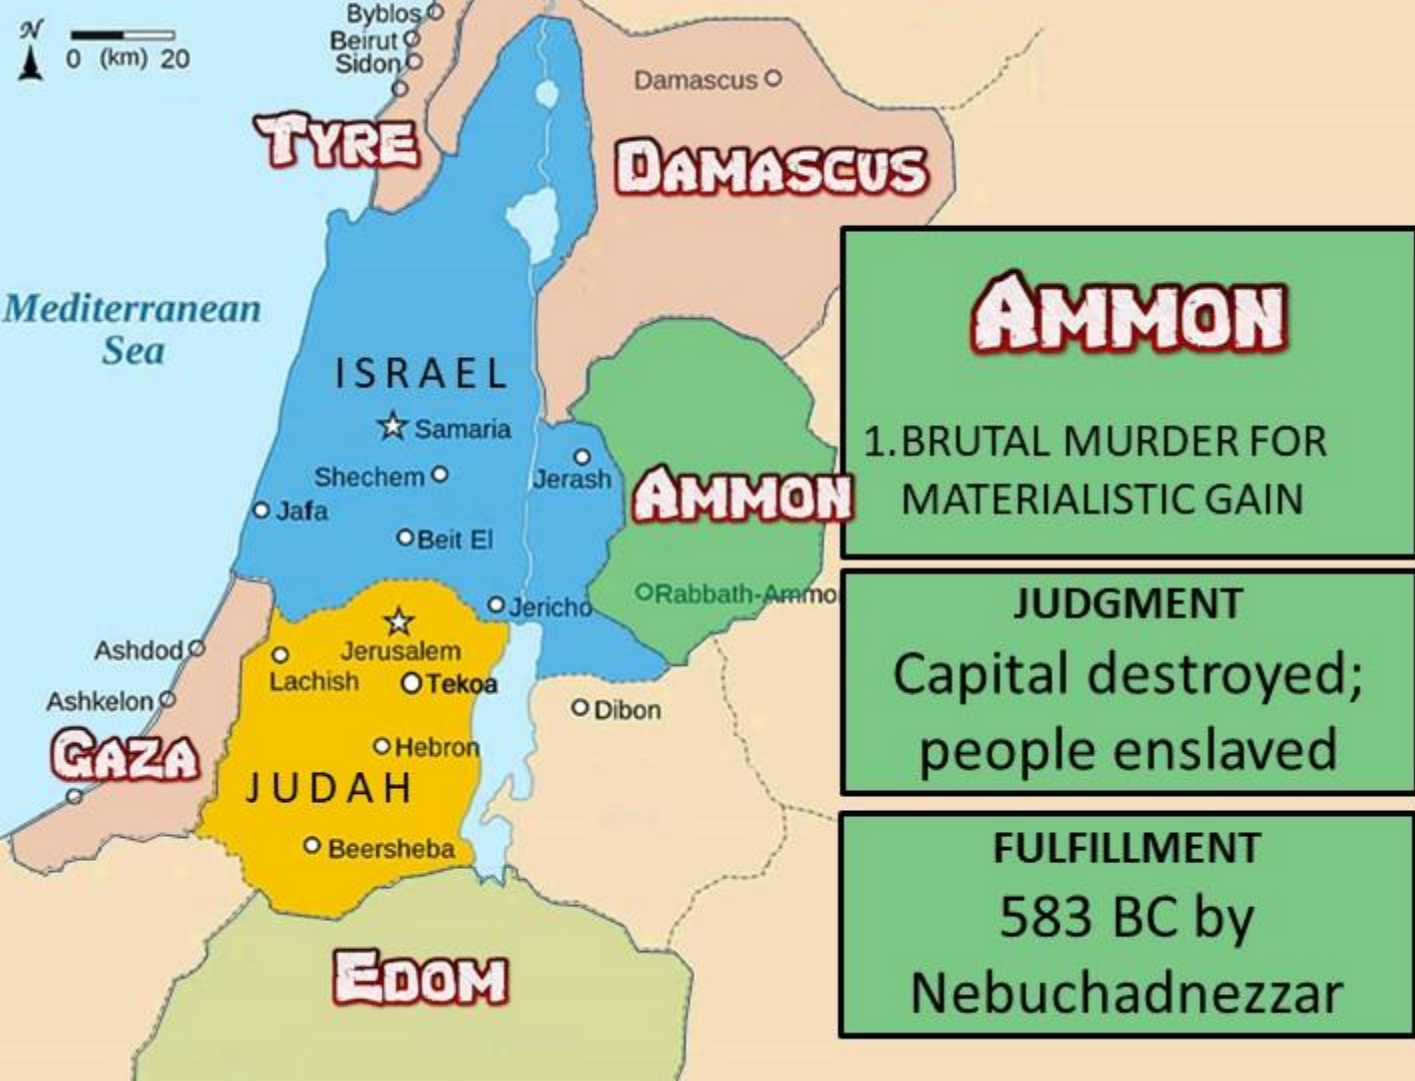 N
0 (km) 20
Byblos
Beirut
Sidon
TYRE
Damascus
DAMASCUS
Mediterranean
Sea
ISRAEL
Samaria
Shechem
Jerash
Jafa
Beit El
AMMON
Rabbath-Ammo
Jericho
Ashdod
Jerusalem
Lachish
Tekoa
Ashkelon
Dibon
GAZA
Hebron
JUDAH
Beersheba
EDOM
AMMON
1. BRUTAL MURDER FOR
MATERIALISTIC GAIN
JUDGMENT
Capital destroyed;
people enslaved
FULFILLMENT
583 BC by
Nebuchadnezzar